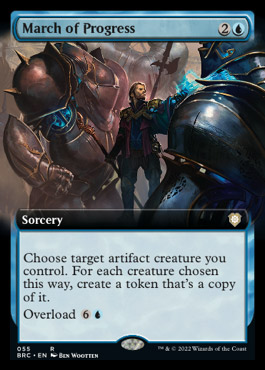 March of Progress 2
Sorcery
Choose target artifact creature you
control. For each creature chosen
this way, create a token that's a copy
of it.
Overload 6
055 R
BRC • EN Ben Wootten
™ & © 2022 Wizards of the Coast